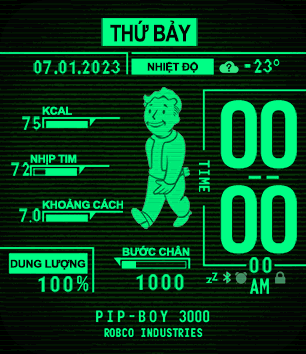 THỨ BẢY
07.01.2023
NHIỆT ĐỘ
? -23°
KCAL
75
NHỊP TIM
72
KHOẢNG CÁCH
7.0
TIME
00
00
00
AM
zZ
BƯỚC CHÂN
1000
DUNG LƯỢNG
100%
PIP-BOY 3000
ROBCO INDUSTRIES